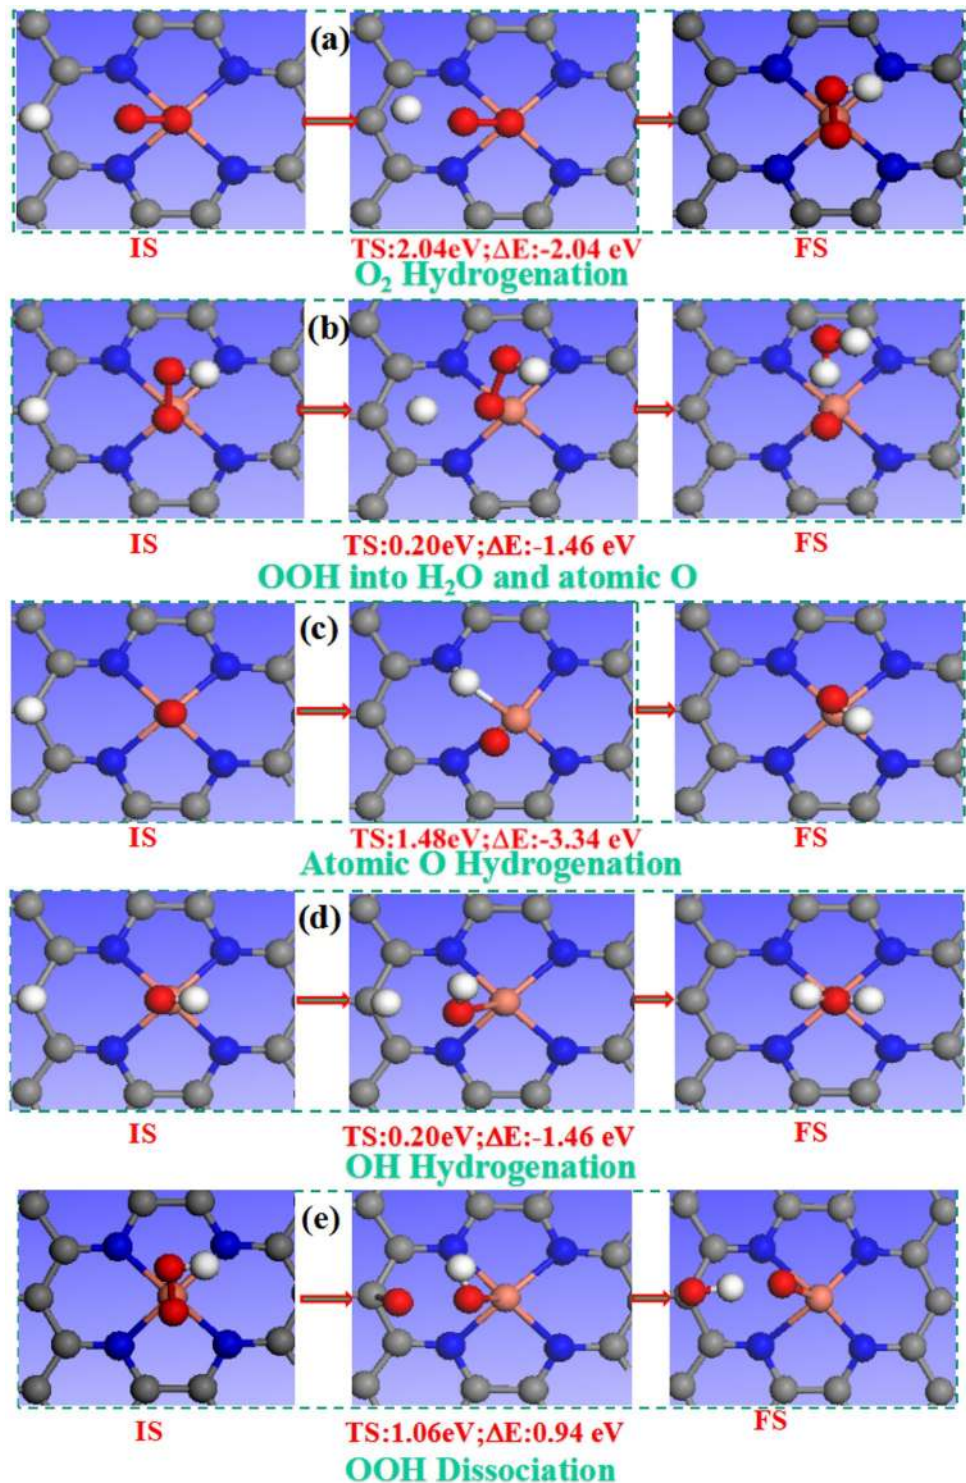 (a)
IS
TS:2.04eV;ΔE:-2.04 eV
FS
O₂ Hydrogenation
(b)
IS
TS:0.20eV;ΔE:-1.46 eV
FS
OOH into H₂O and atomic O
(c)
IS
TS:1.48eV;ΔE:-3.34 eV
FS
Atomic O Hydrogenation
(d)
IS
TS:0.20eV;ΔE:-1.46 eV
FS
OH Hydrogenation
(e)
IS
TS:1.06eV;ΔE:0.94 eV
FS
OOH Dissociation